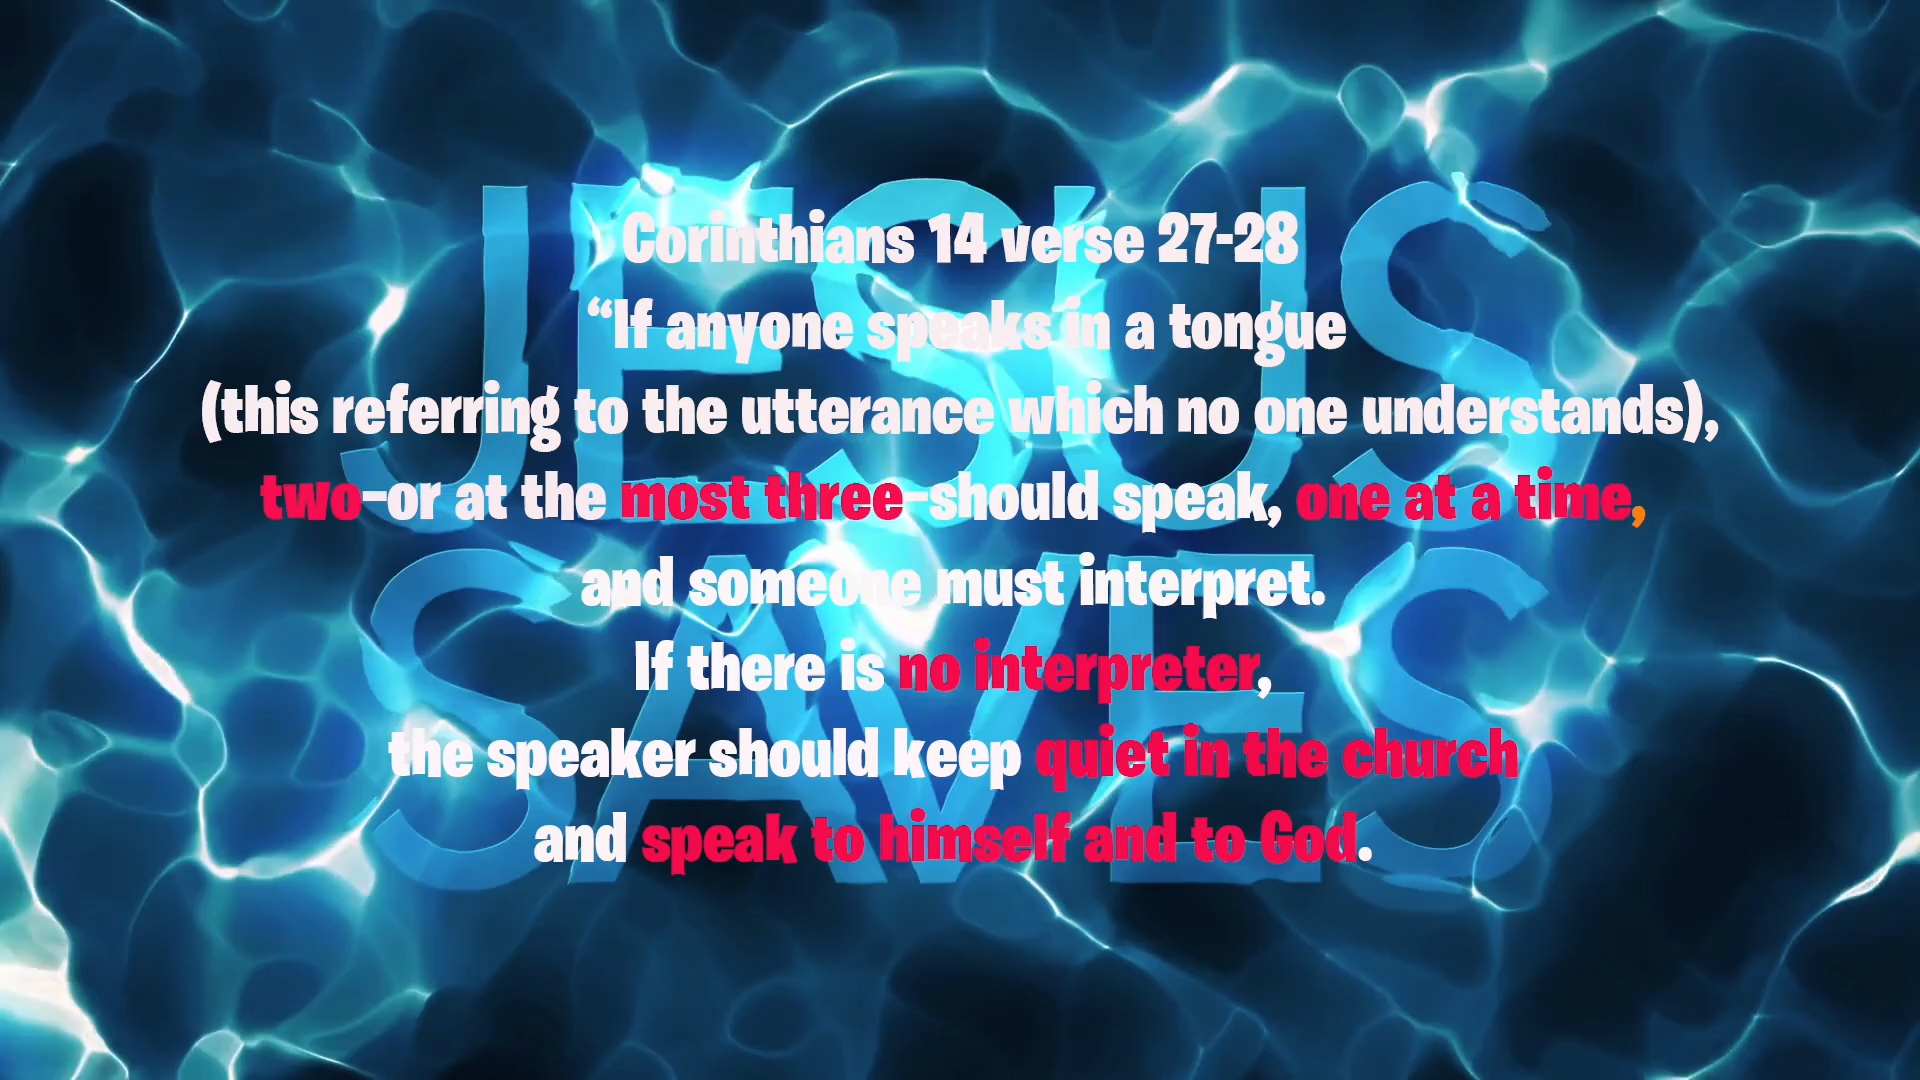 JESUS
SAVES
Corinthians 14 verse 27-28
“If anyone speaks in a tongue
(this referring to the utterance which no one understands),
two-or at the most three-should speak, one at a time,
and someone must interpret.
If there is no interpreter,
the speaker should keep quiet in the church
and speak to himself and to God.